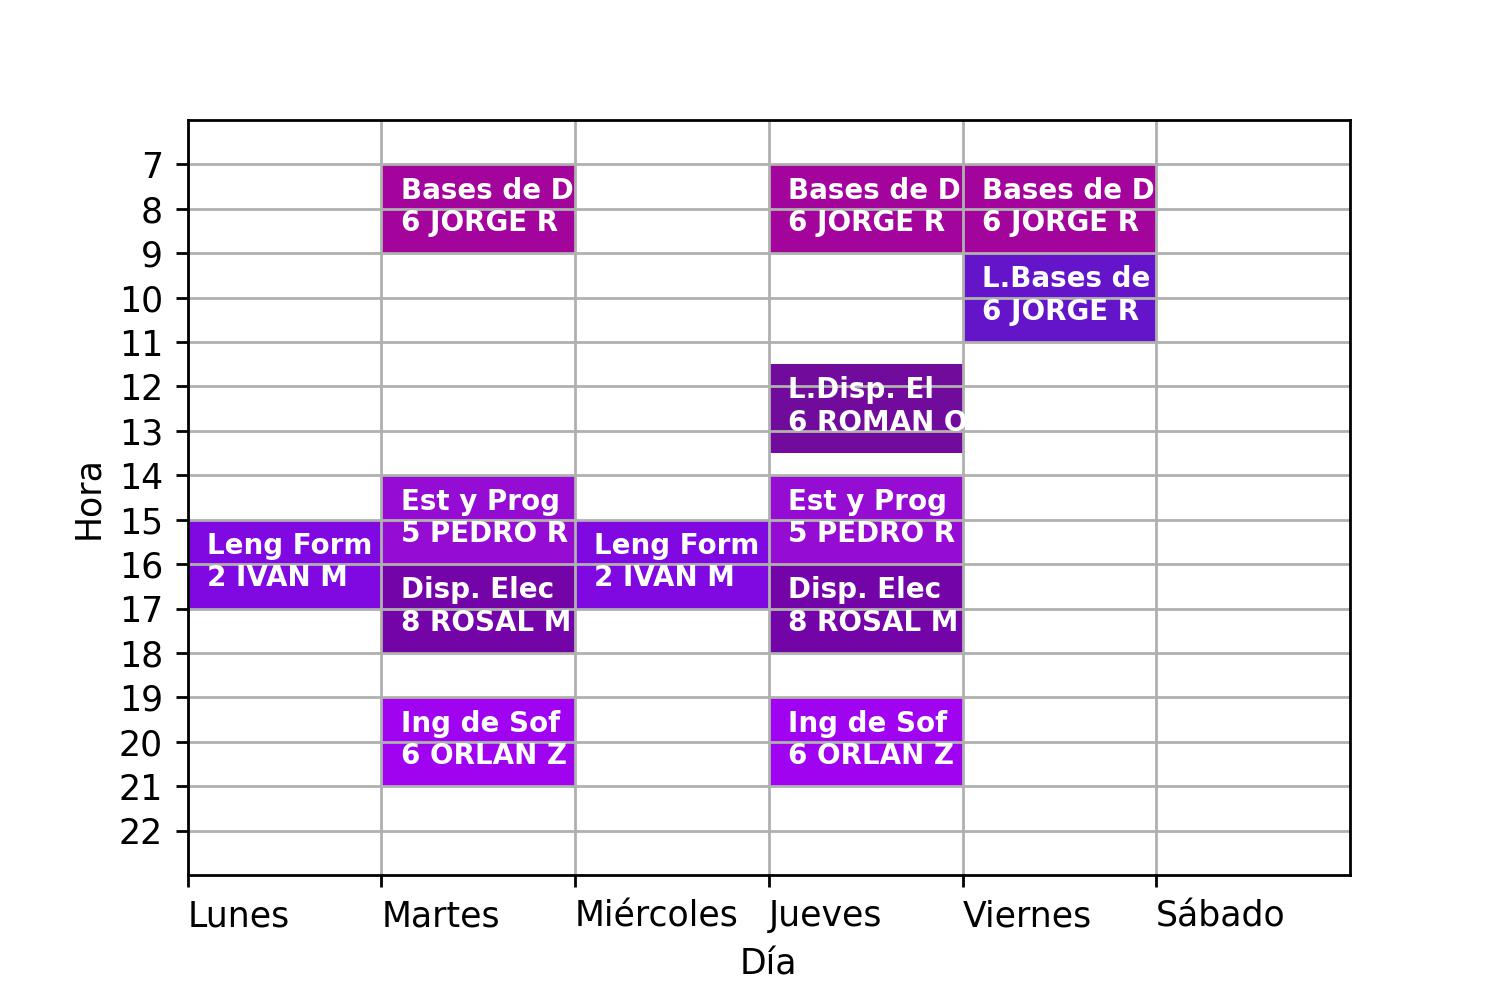 7
Bases de D
Bases de D
Bases de D
8
6 JORGE R
6 JORGE R
6 JORGE R
9
L.Bases de
10
6 JORGE R
11
12
L.Disp. El
6 ROMAN O
13
14
Est y Prog
Est y Prog
Hora
15
5 PEDRO R
5 PEDRO R
Leng Form
Leng Form
16
2 IVAN M
2 IVAN M
Disp. Elec
Disp. Elec
17
8 ROSAL M
8 ROSAL M
18
19
Ing de Sof
Ing de Sof
20
6 ORLAN Z
6 ORLAN Z
21
22
Lunes
Martes
Miércoles
Jueves
Viernes
Sábado
Día